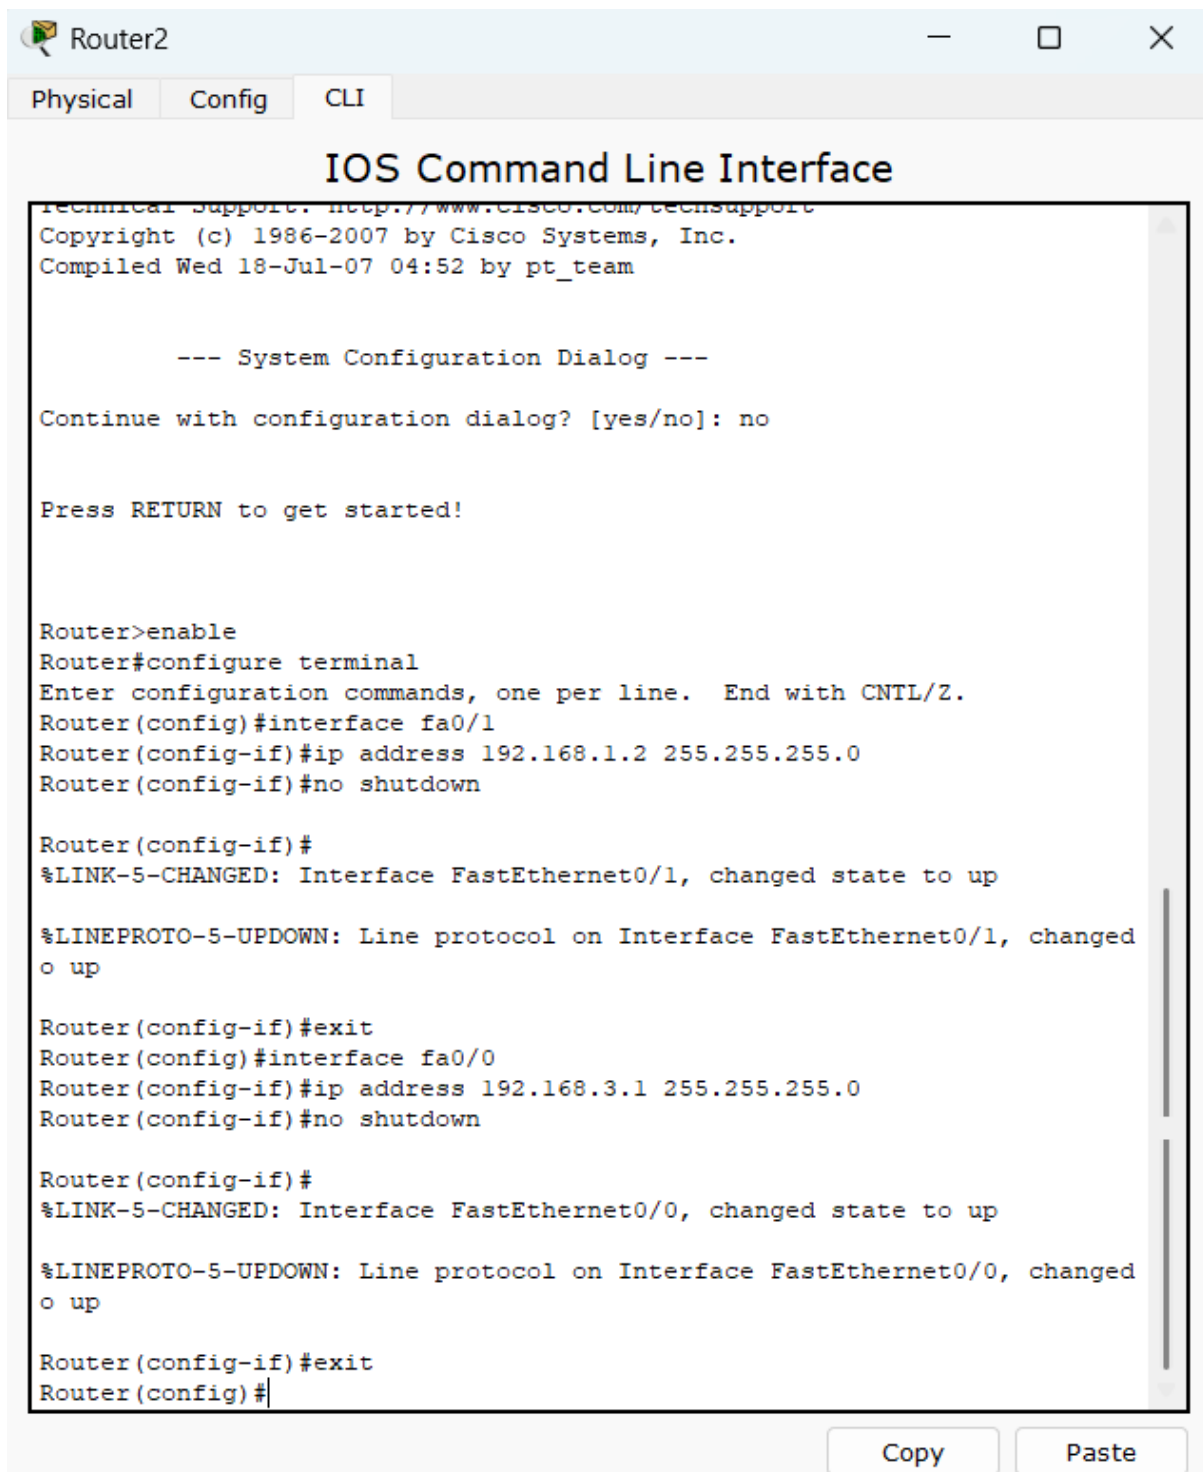 Router2
Physical Config CLI
IOS Command Line Interface
Technical Support: http://www.cisco.com/techsupport
Copyright (c) 1986-2007 by Cisco Systems, Inc.
Compiled Wed 18-Jul-07 04:52 by pt_team
--- System Configuration Dialog ---
Continue with configuration dialog? [yes/no]: no
Press RETURN to get started!
Router>enable
Router#configure terminal
Enter configuration commands, one per line.  End with CNTL/Z.
Router(config)#interface fa0/1
Router(config-if)#ip address 192.168.1.2 255.255.255.0
Router(config-if)#no shutdown
Router(config-if)#
%LINK-5-CHANGED: Interface FastEthernet0/1, changed state to up
%LINEPROTO-5-UPDOWN: Line protocol on Interface FastEthernet0/1, changed
o up
Router(config-if)#exit
Router(config)#interface fa0/0
Router(config-if)#ip address 192.168.3.1 255.255.255.0
Router(config-if)#no shutdown
Router(config-if)#
%LINK-5-CHANGED: Interface FastEthernet0/0, changed state to up
%LINEPROTO-5-UPDOWN: Line protocol on Interface FastEthernet0/0, changed
o up
Router(config-if)#exit
Router(config)#
Copy Paste